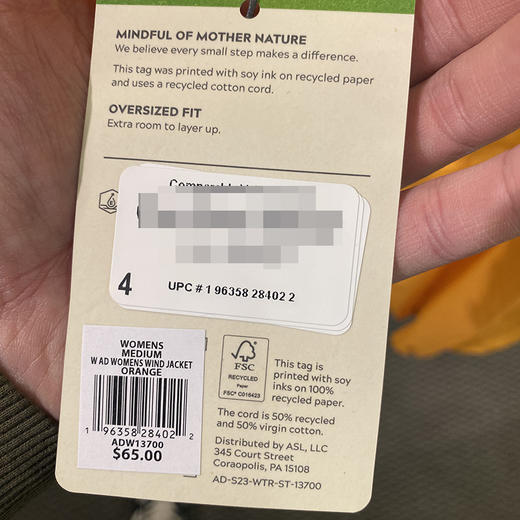 MINDFUL OF MOTHER NATURE
We believe every small step makes a difference.
This tag was printed with soy ink on recycled paper
and uses a recycled cotton cord.
OVERSIZED FIT
Extra room to layer up.
4
UPC # 1 96358 28402 2
WOMENS
MEDIUM
W AD WOMENS WIND JACKET
ORANGE
1 96358 28402 2
ADW13700
$65.00
FSC
RECYCLED
Paper
FSC® C016423
This tag is
printed with soy
inks on 100%
recycled paper.
The cord is 50% recycled
and 50% virgin cotton.
Distributed by ASL, LLC
345 Court Street
Coraopolis, PA 15108
AD-S23-WTR-ST-13700